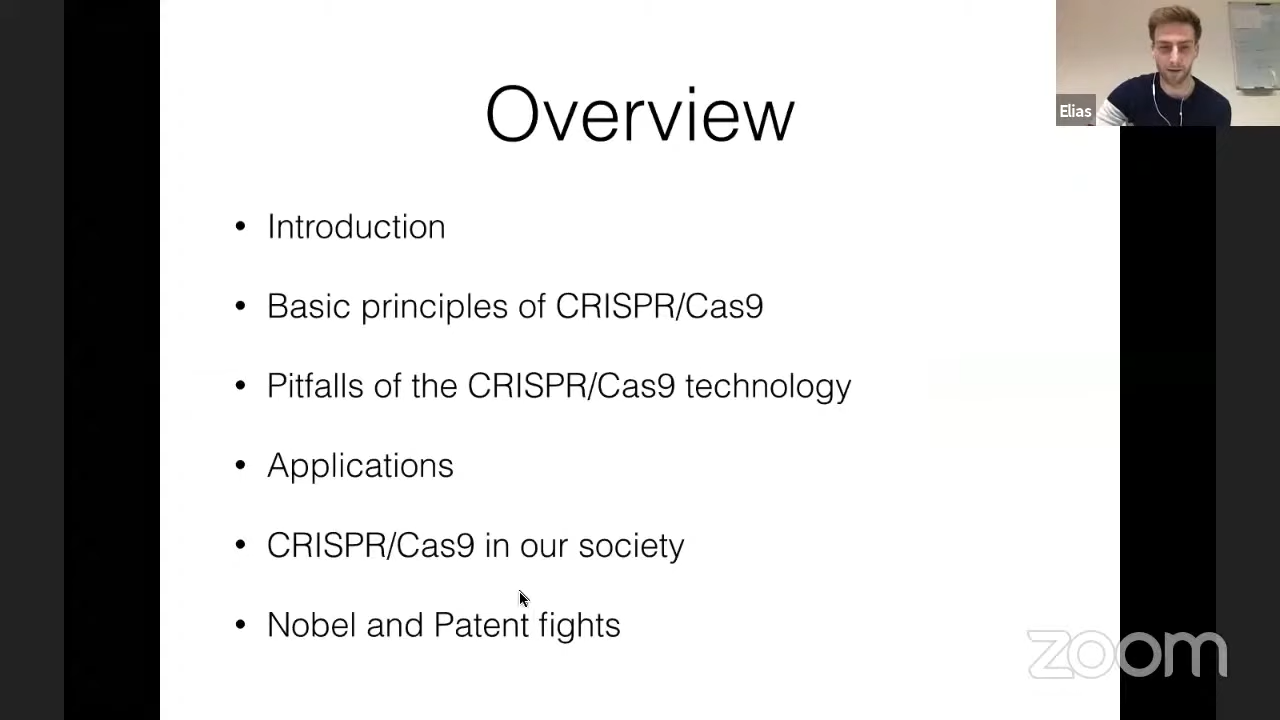 Overview
Elias
• Introduction
• Basic principles of CRISPR/Cas9
• Pitfalls of the CRISPR/Cas9 technology
• Applications
• CRISPR/Cas9 in our society
• Nobel and Patent fights
zoom